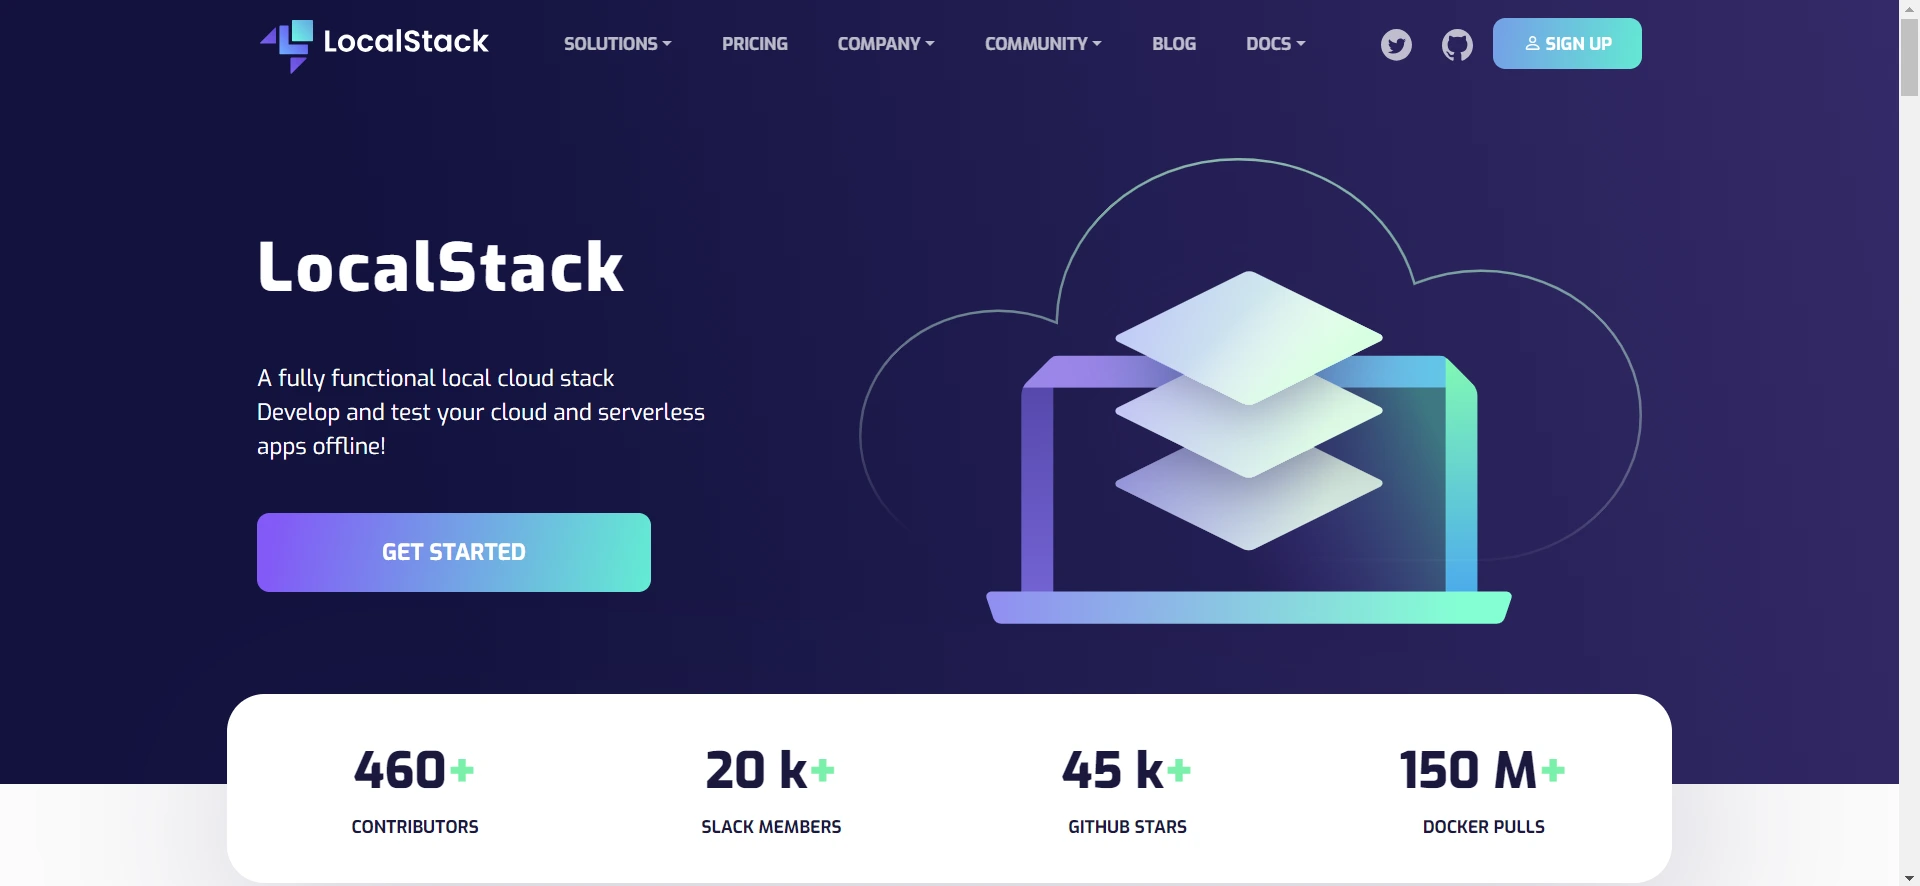 LocalStack
SOLUTIONS
PRICING
COMPANY
COMMUNITY
BLOG
DOCS
SIGN UP
LocalStack
A fully functional local cloud stack
Develop and test your cloud and serverless
apps offline!
GET STARTED
460+
CONTRIBUTORS
20 k+
SLACK MEMBERS
45 k+
GITHUB STARS
150 M+
DOCKER PULLS